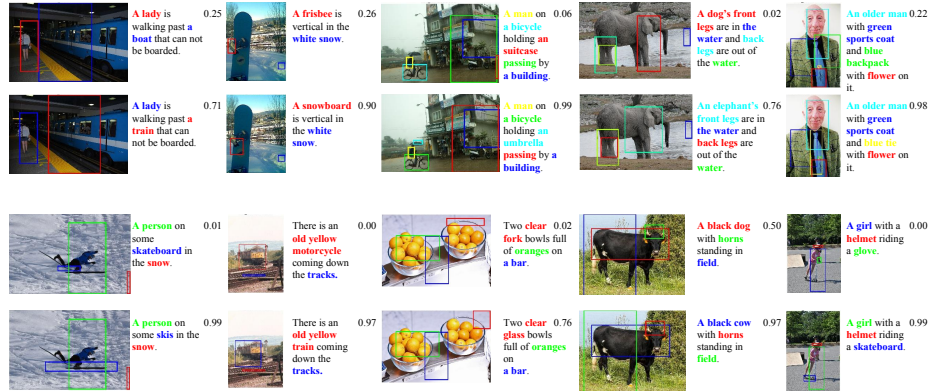 A lady is
walking past a
boat that can
not be boarded.
0.25
A frisbee is
vertical in the
white snow.
0.26
A man on
a bicycle
holding an
suitcase
passing by
a building.
0.06
A dog's front
legs are in the
water and back
legs are out of
the water.
0.02
An older man
with green
sports coat
and blue
backpack
with flower on
it.
0.22
A lady is
walking past a
train that can
not be boarded.
0.71
A snowboard
is vertical in
the white
snow.
0.90
A man on
a bicycle
holding an
umbrella
passing by a
building.
0.99
An elephant's
front legs are in
the water and
back legs are
out of the
water.
0.76
An older man
with green
sports coat
and blue tie
with flower on
it.
0.98
A person on
some
skateboard in
the snow.
0.01
There is an
old yellow
motorcycle
coming down
the tracks.
0.00
Two clear
fork bowls full
of oranges on
a bar.
0.02
A black dog
with horns
standing in
field.
0.50
A girl with a
helmet riding
a glove.
0.00
A person on
some skis in the
snow.
0.99
There is an
old yellow
train coming
down the
tracks.
0.97
Two clear
glass bowls
full of oranges
on
a bar.
0.76
A black cow
with horns
standing in
field.
0.97
A girl with a
helmet riding
a skateboard.
0.99